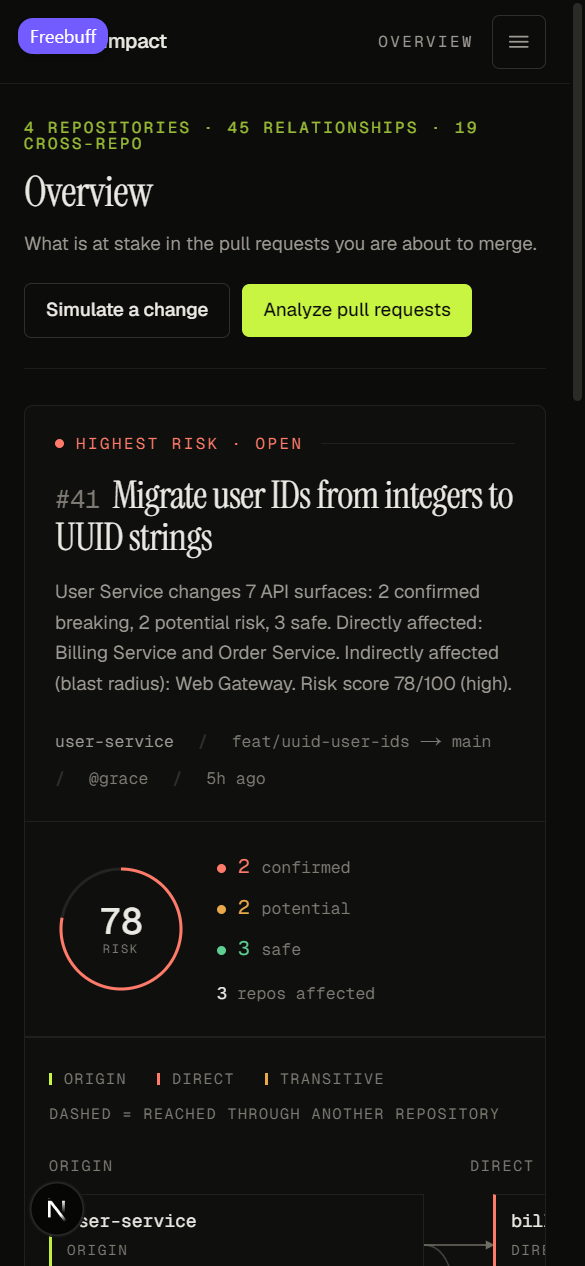 Freebuff
mpact
OVERVIEW
4 REPOSITORIES · 45 RELATIONSHIPS · 19
CROSS-REPO
Overview
What is at stake in the pull requests you are about to merge.
Simulate a change
Analyze pull requests
HIGHEST RISK · OPEN
#41 Migrate user IDs from integers to
UUID strings
User Service changes 7 API surfaces: 2 confirmed
breaking, 2 potential risk, 3 safe. Directly affected:
Billing Service and Order Service. Indirectly affected
(blast radius): Web Gateway. Risk score 78/100 (high).
user-service / feat/uuid-user-ids → main
/ @grace / 5h ago
78
RISK
2 confirmed
2 potential
3 safe
3 repos affected
ORIGIN DIRECT TRANSITIVE
DASHED = REACHED THROUGH ANOTHER REPOSITORY
ORIGIN DIRECT
N
ser-service
ORIGIN
bil
DIRE